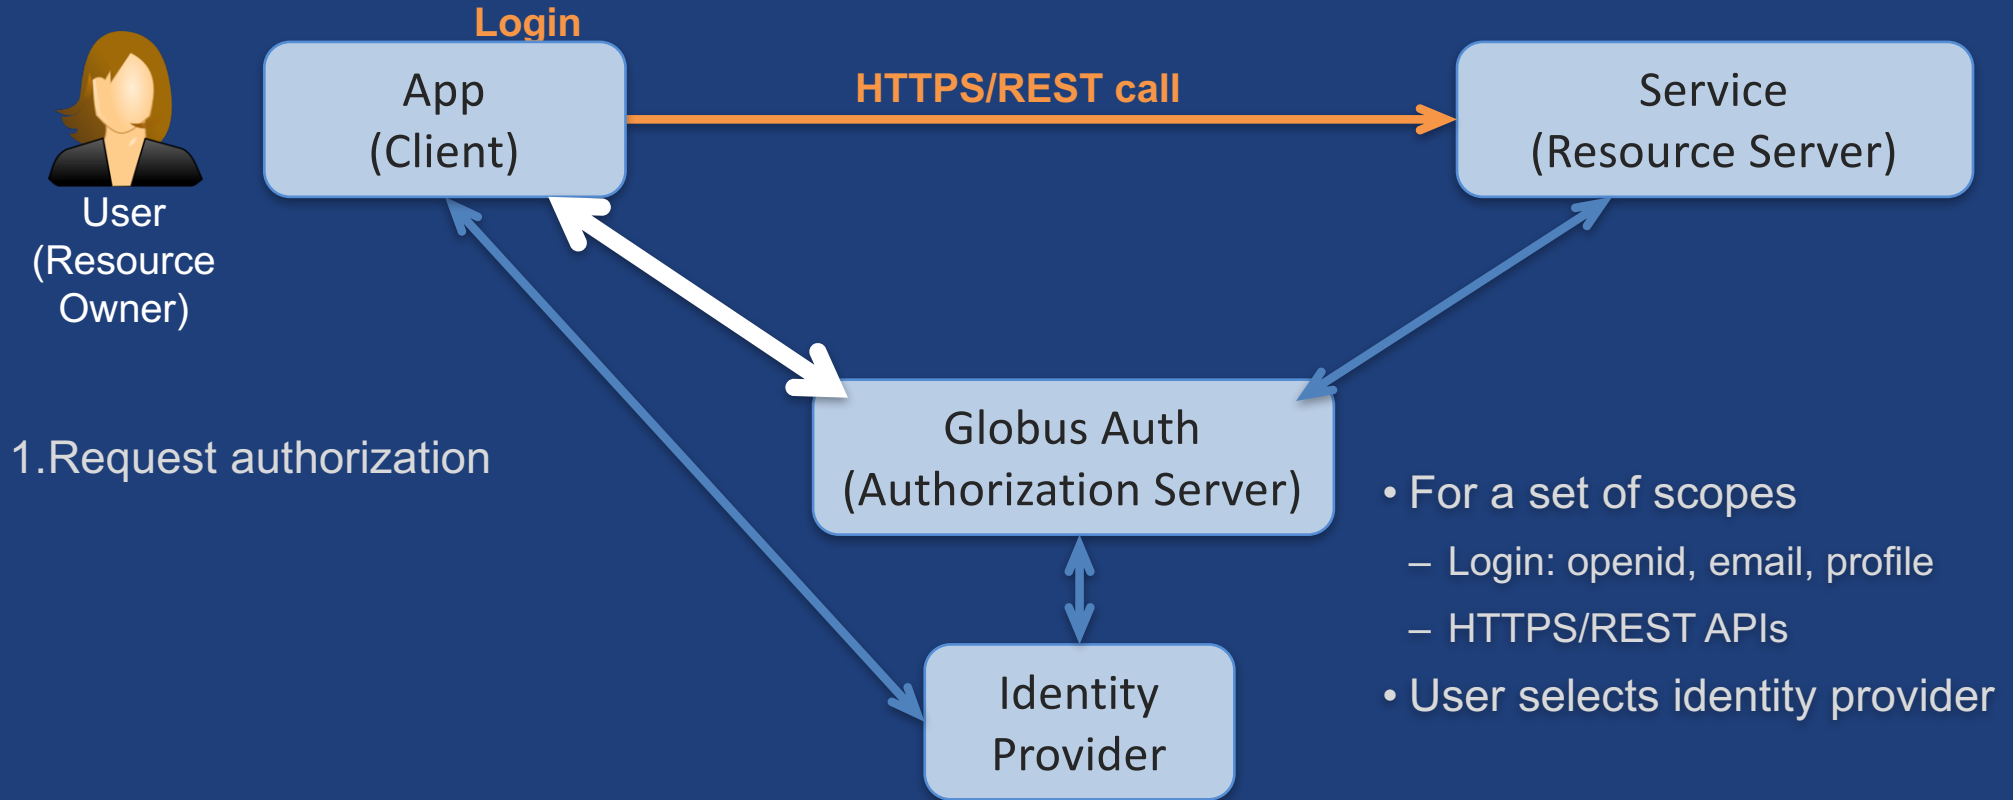 Login
App
(Client)
HTTPS/REST call
Service
(Resource Server)
User
(Resource
Owner)
1.Request authorization
Globus Auth
(Authorization Server)
• For a set of scopes
– Login: openid, email, profile
– HTTPS/REST APIs
• User selects identity provider
Identity
Provider